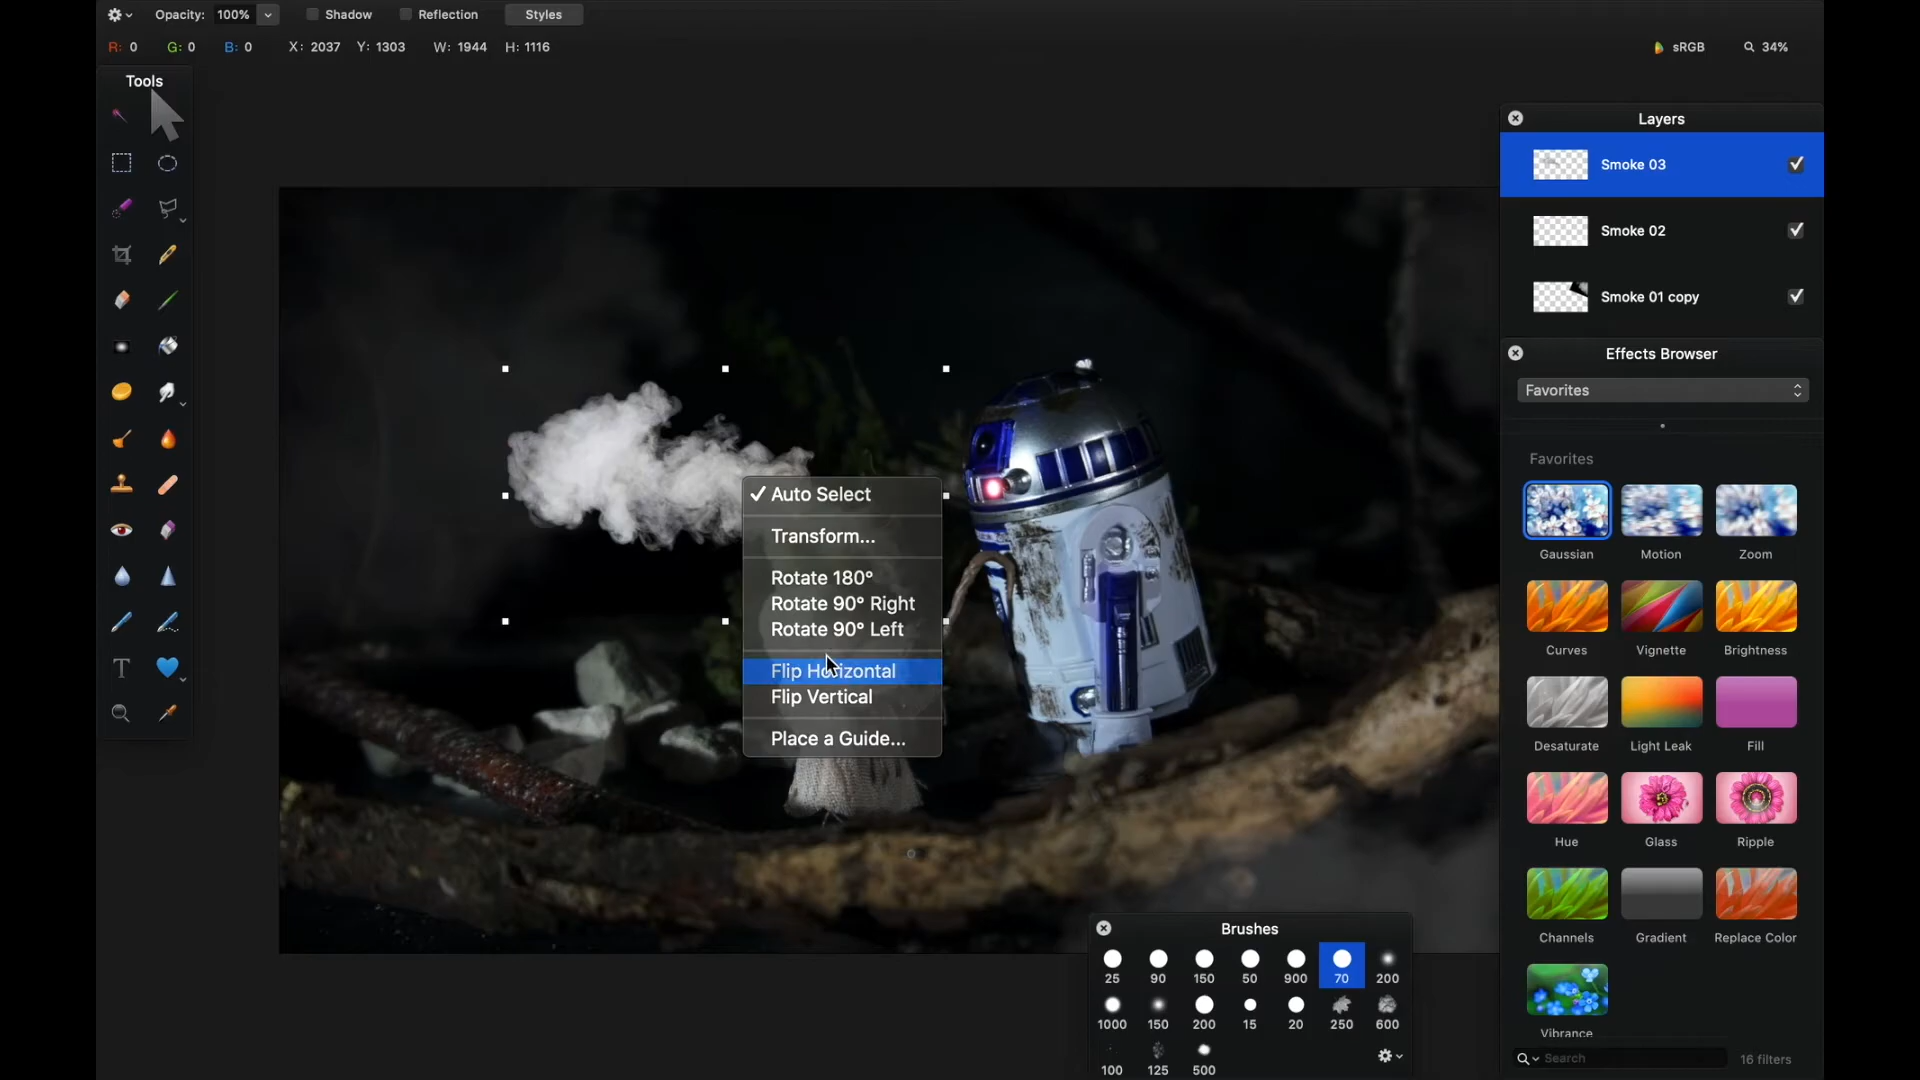 Opacity: 100% Shadow Reflection Styles
R: 0 G: 0 B: 0 X: 2037 Y: 1303 W: 1944 H: 1116 sRGB 34%
Tools
Layers
Smoke 03
Smoke 02
Smoke 01 copy
Effects Browser
Favorites
Favorites
Gaussian Motion Zoom
Curves Vignette Brightness
Desaturate Light Leak Fill
Hue Glass Ripple
Channels Gradient Replace Color
Vibrance
Search 16 filters
Auto Select
Transform...
Rotate 180°
Rotate 90° Right
Rotate 90° Left
Flip Horizontal
Flip Vertical
Place a Guide...
Brushes
25 90 150 50 900 70 200
1000 150 200 15 20 250 600
100 125 500
T